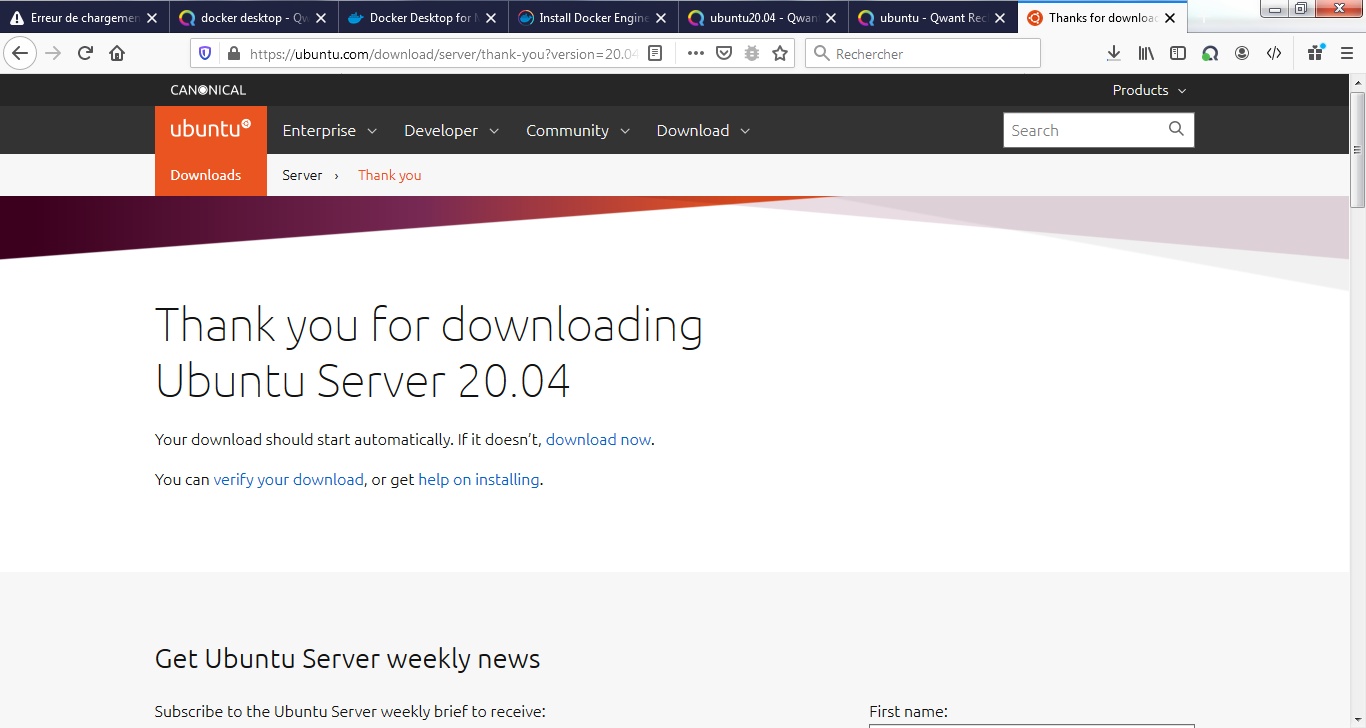 Erreur de chargemen
docker desktop - Qw
Docker Desktop for M
Install Docker Engine
ubuntu20.04 - Qwan
ubuntu - Qwant Rec
Thanks for downloa
https://ubuntu.com/download/server/thank-you?version=20.04
Rechercher
CANONICAL
Products
ubuntu
Enterprise
Developer
Community
Download
Search
Downloads
Server ›
Thank you
Thank you for downloading
Ubuntu Server 20.04
Your download should start automatically. If it doesn’t, download now.
You can verify your download, or get help on installing.
Get Ubuntu Server weekly news
Subscribe to the Ubuntu Server weekly brief to receive:
First name: